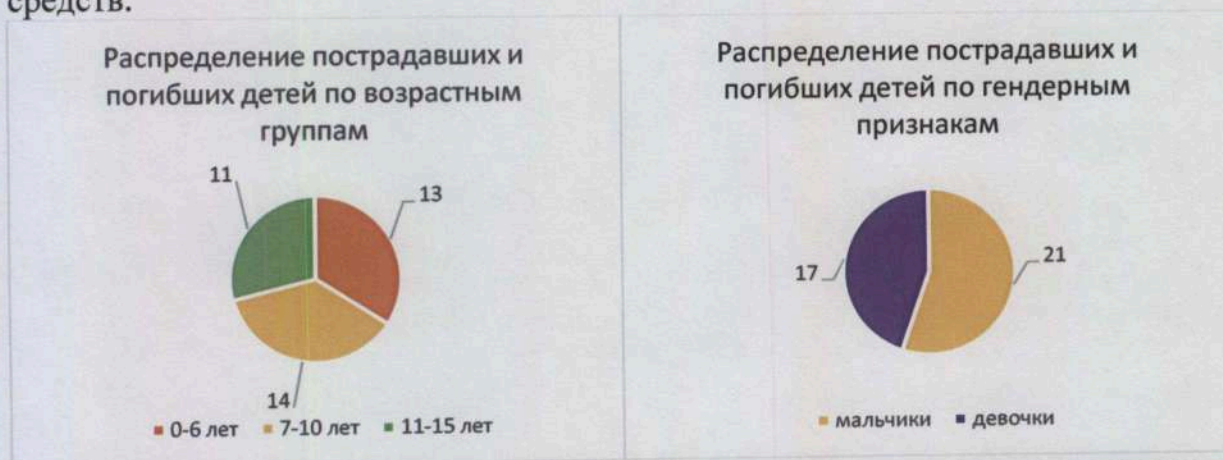 средств.
Распределение пострадавших и
погибших детей по возрастным
группам
11
13
14
0-6 лет 7-10 лет 11-15 лет
Распределение пострадавших и
погибших детей по гендерным
признакам
17
21
мальчики девочки